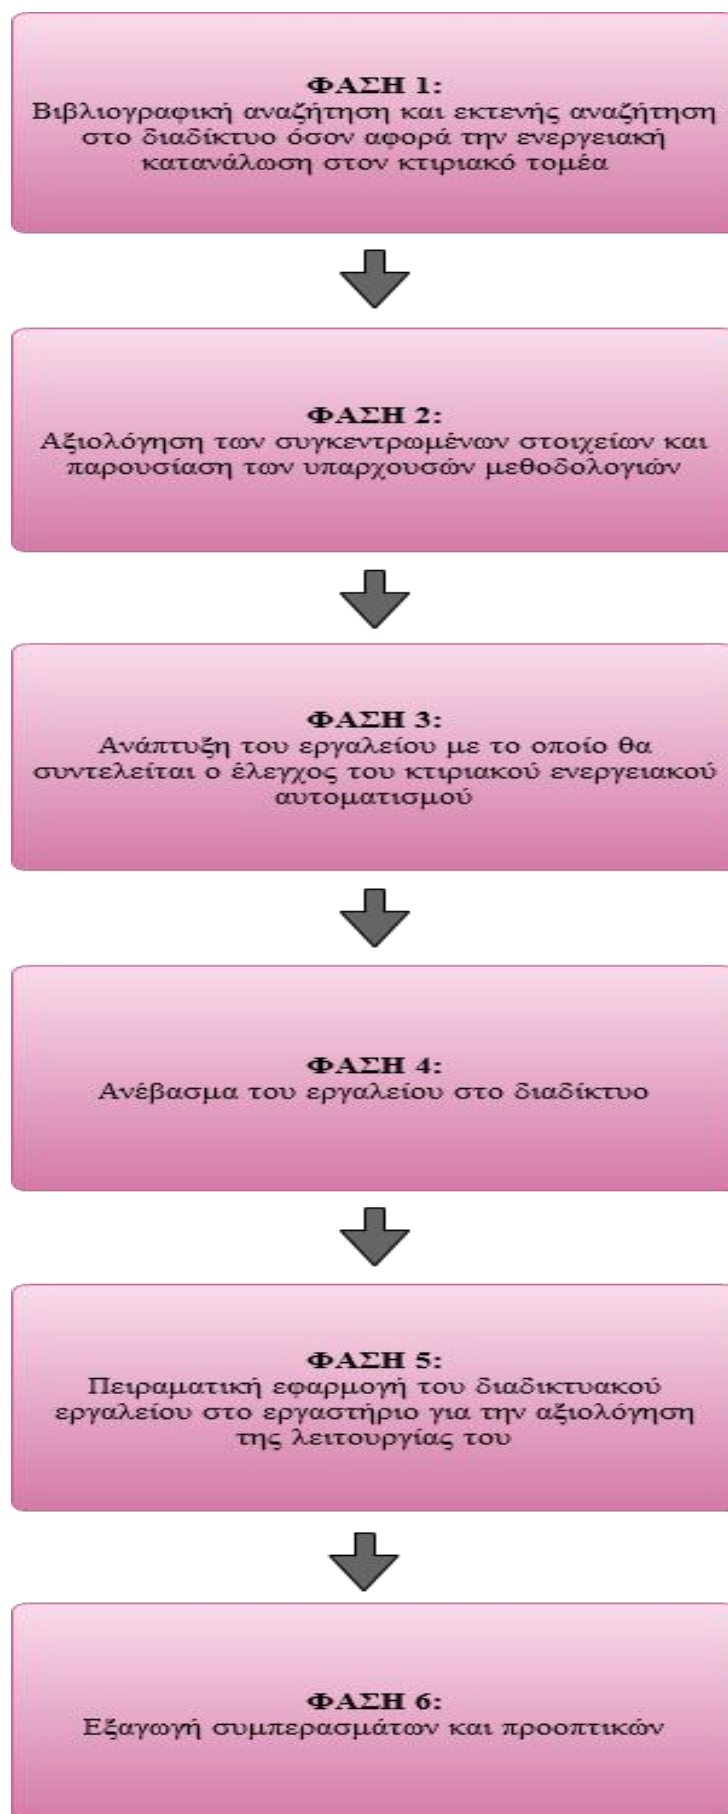 ΦΑΣΗ 1:
Βιβλιογραφική αναζήτηση και εκτενής αναζήτηση
στο διαδίκτυο όσον αφορά την ενεργειακή
κατανάλωση στον κτιριακό τομέα
ΦΑΣΗ 2:
Αξιολόγηση των συγκεντρωμένων στοιχείων και
παρουσίαση των υπαρχουσών μεθοδολογιών
ΦΑΣΗ 3:
Ανάπτυξη του εργαλείου με το οποίο θα
συντελείται ο έλεγχος του κτιριακού ενεργειακού
αυτοματισμού
ΦΑΣΗ 4:
Ανέβασμα του εργαλείου στο διαδίκτυο
ΦΑΣΗ 5:
Πειραματική εφαρμογή του διαδικτυακού
εργαλείου στο εργαστήριο για την αξιολόγηση
της λειτουργίας του
ΦΑΣΗ 6:
Εξαγωγή συμπερασμάτων και προοπτικών